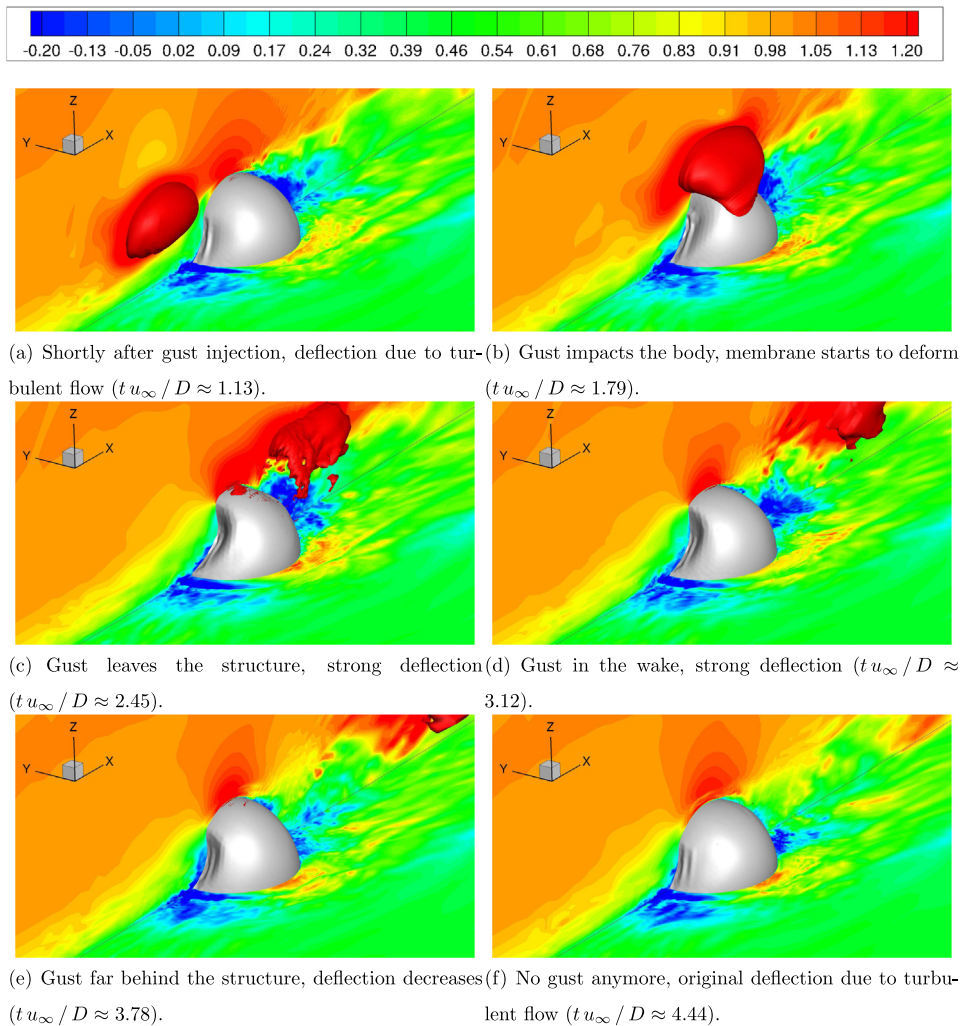 -0.20 -0.13 -0.05 0.02 0.09 0.17 0.24 0.32 0.39 0.46 0.54 0.61 0.68 0.76 0.83 0.91 0.98 1.05 1.13 1.20
Z
Y X
Z
Y X
(a) Shortly after gust injection, deflection due to tur-
bulent flow (t u∞ / D ≈ 1.13).
(b) Gust impacts the body, membrane starts to deform
(t u∞ / D ≈ 1.79).
Z
Y X
Z
Y X
(c) Gust leaves the structure, strong deflection
(t u∞ / D ≈ 2.45).
(d) Gust in the wake, strong deflection (t u∞ / D ≈
3.12).
Z
Y X
Z
Y X
(e) Gust far behind the structure, deflection decreases
(t u∞ / D ≈ 3.78).
(f) No gust anymore, original deflection due to turbu-
lent flow (t u∞ / D ≈ 4.44).